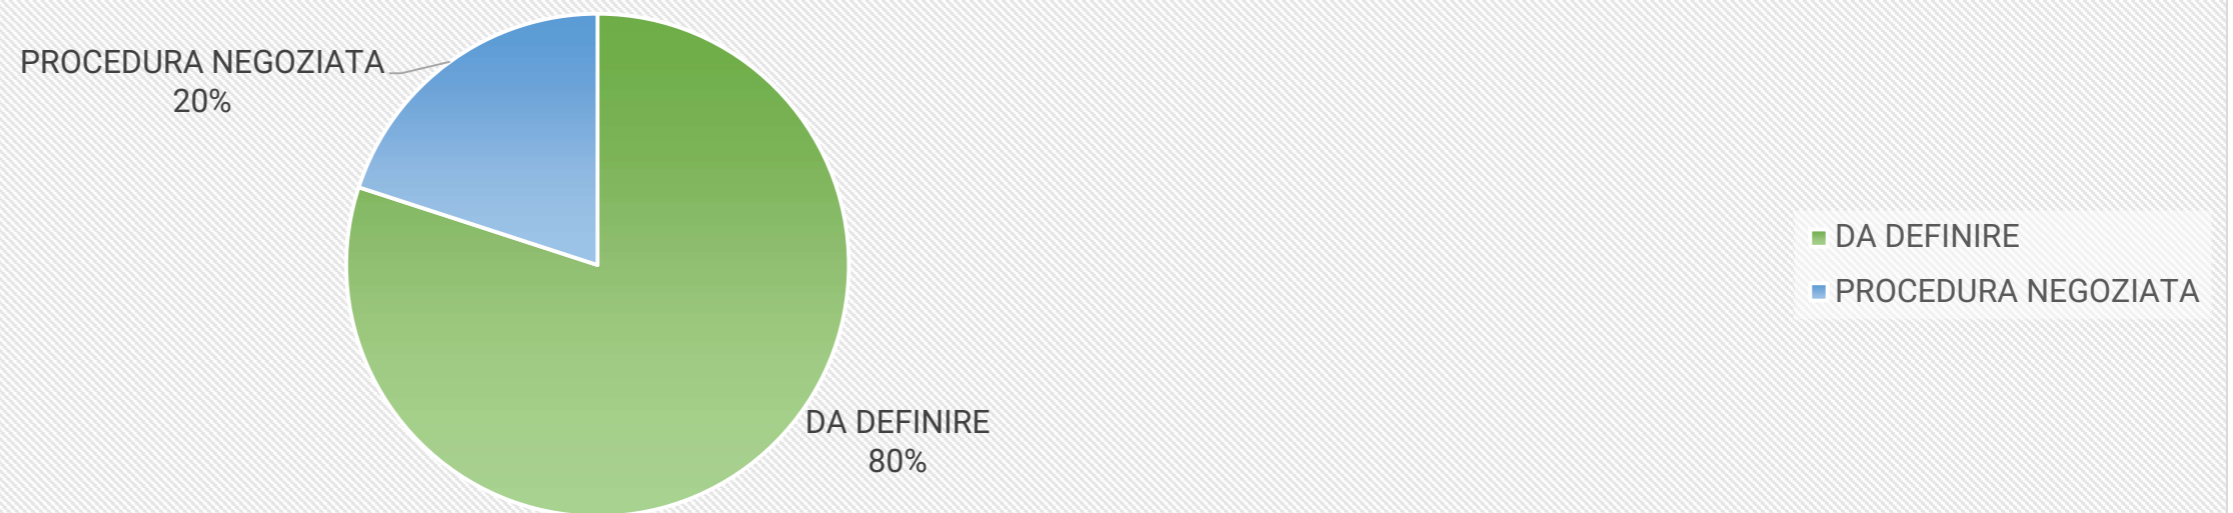 PROCEDURA NEGOZIATA
20%
DA DEFINIRE
80%
DA DEFINIRE
PROCEDURA NEGOZIATA